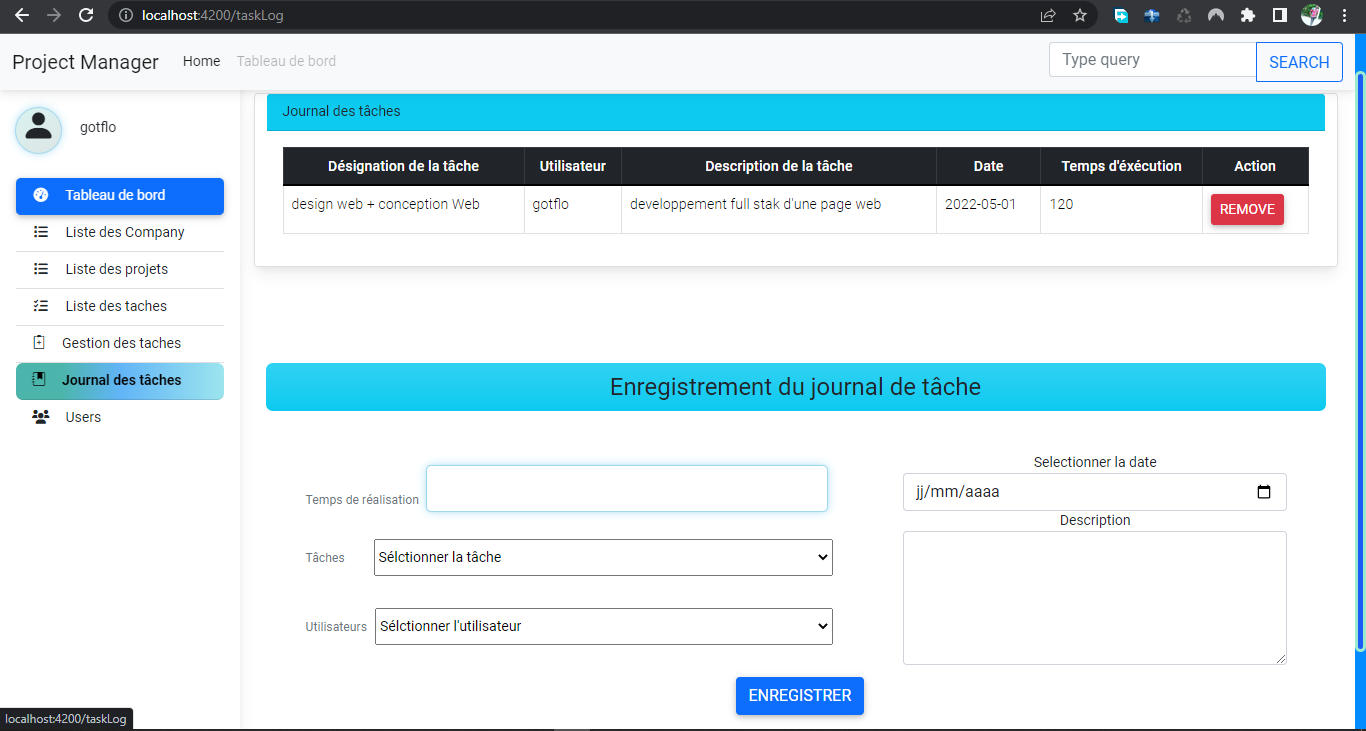 localhost:4200/taskLog
Project Manager Home Tableau de bord Type query SEARCH
gotflo
Tableau de bord
Liste des Company
Liste des projets
Liste des taches
Gestion des taches
Journal des tâches
Users
Journal des tâches
Désignation de la tâche Utilisateur Description de la tâche Date Temps d'éxécution Action
design web + conception Web gotflo developpement full stak d'une page web 2022-05-01 120 REMOVE
Enregistrement du journal de tâche
Temps de réalisation
Tâches Sélctionner la tâche
Utilisateurs Sélctionner l'utilisateur
Selectionner la date
jj/mm/aaaa
Description
ENREGISTRER
localhost:4200/taskLog